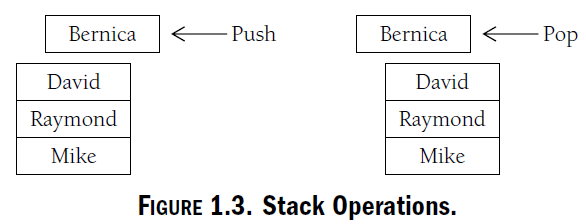 Bernica Push Bernica Pop
David David
Raymond Raymond
Mike Mike
FIGURE 1.3. Stack Operations.